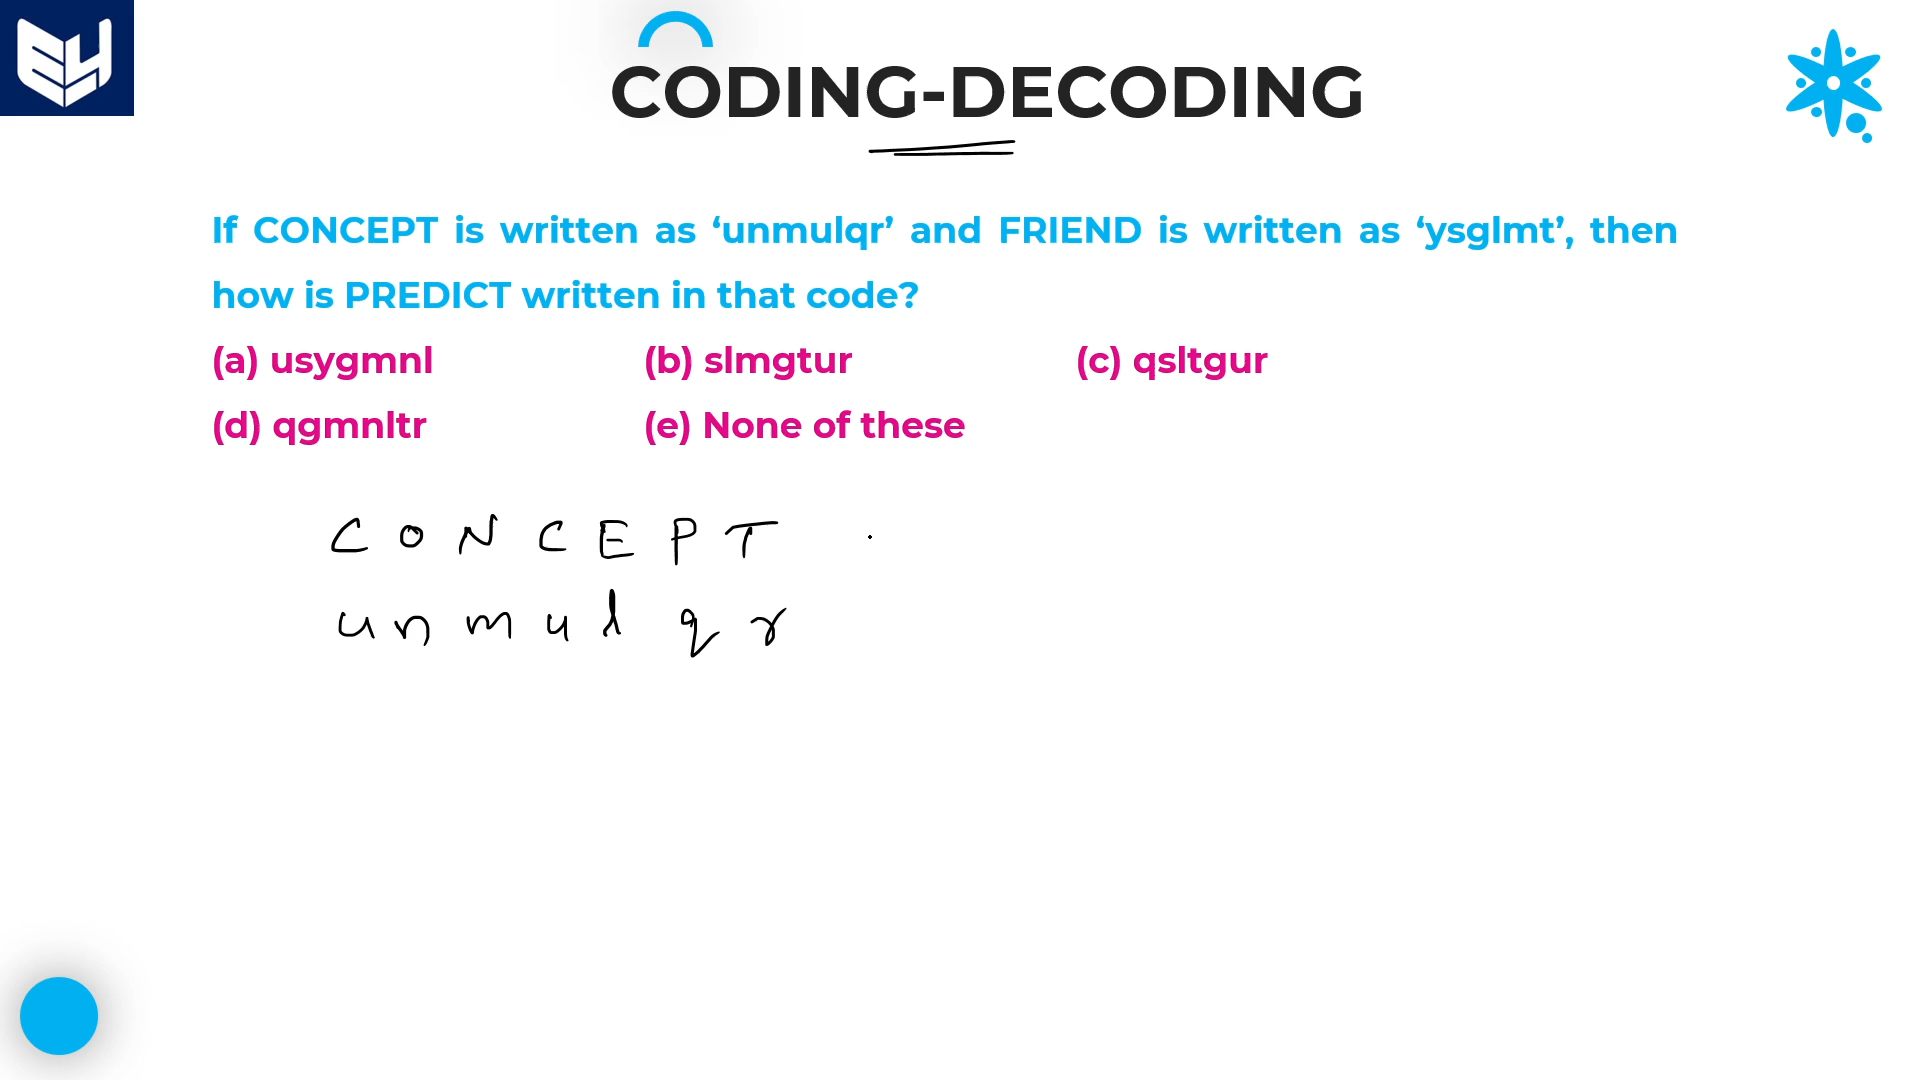 CODING-DECODING
If CONCEPT is written as ‘unmulqr’ and FRIEND is written as ‘ysglmt’, then
how is PREDICT written in that code?
(a) usygmnl (b) slmgtur (c) qsltgur
(d) qgmnltr (e) None of these
C O N C E P T
u n m u l q r